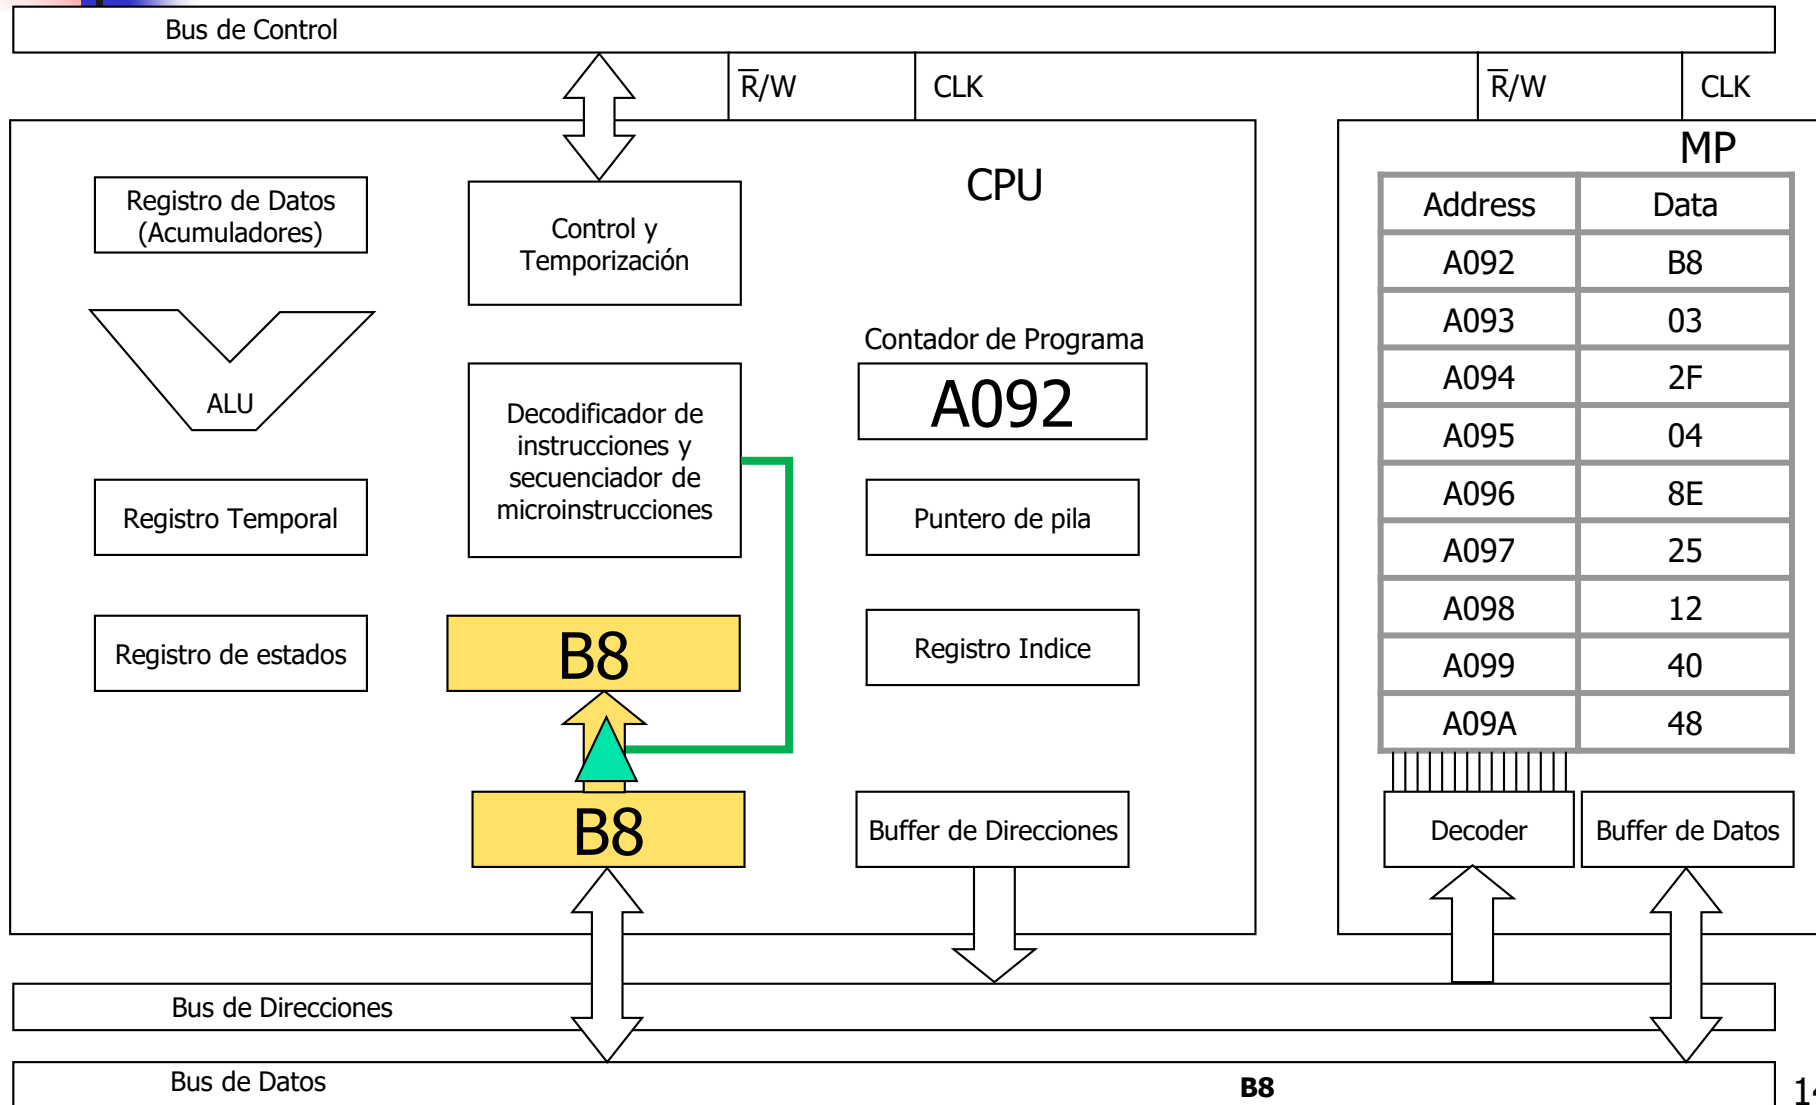 Bus de Control
R̅/W
CLK
R̅/W
CLK
CPU
Registro de Datos
(Acumuladores)
Control y
Temporización
ALU
Decodificador de
instrucciones y
secuenciador de
microinstrucciones
Contador de Programa
A092
Registro Temporal
Puntero de pila
Registro de estados
B8
Registro Indice
B8
Buffer de Direcciones
MP
Address Data
A092 B8
A093 03
A094 2F
A095 04
A096 8E
A097 25
A098 12
A099 40
A09A 48
Decoder
Buffer de Datos
Bus de Direcciones
Bus de Datos
B8